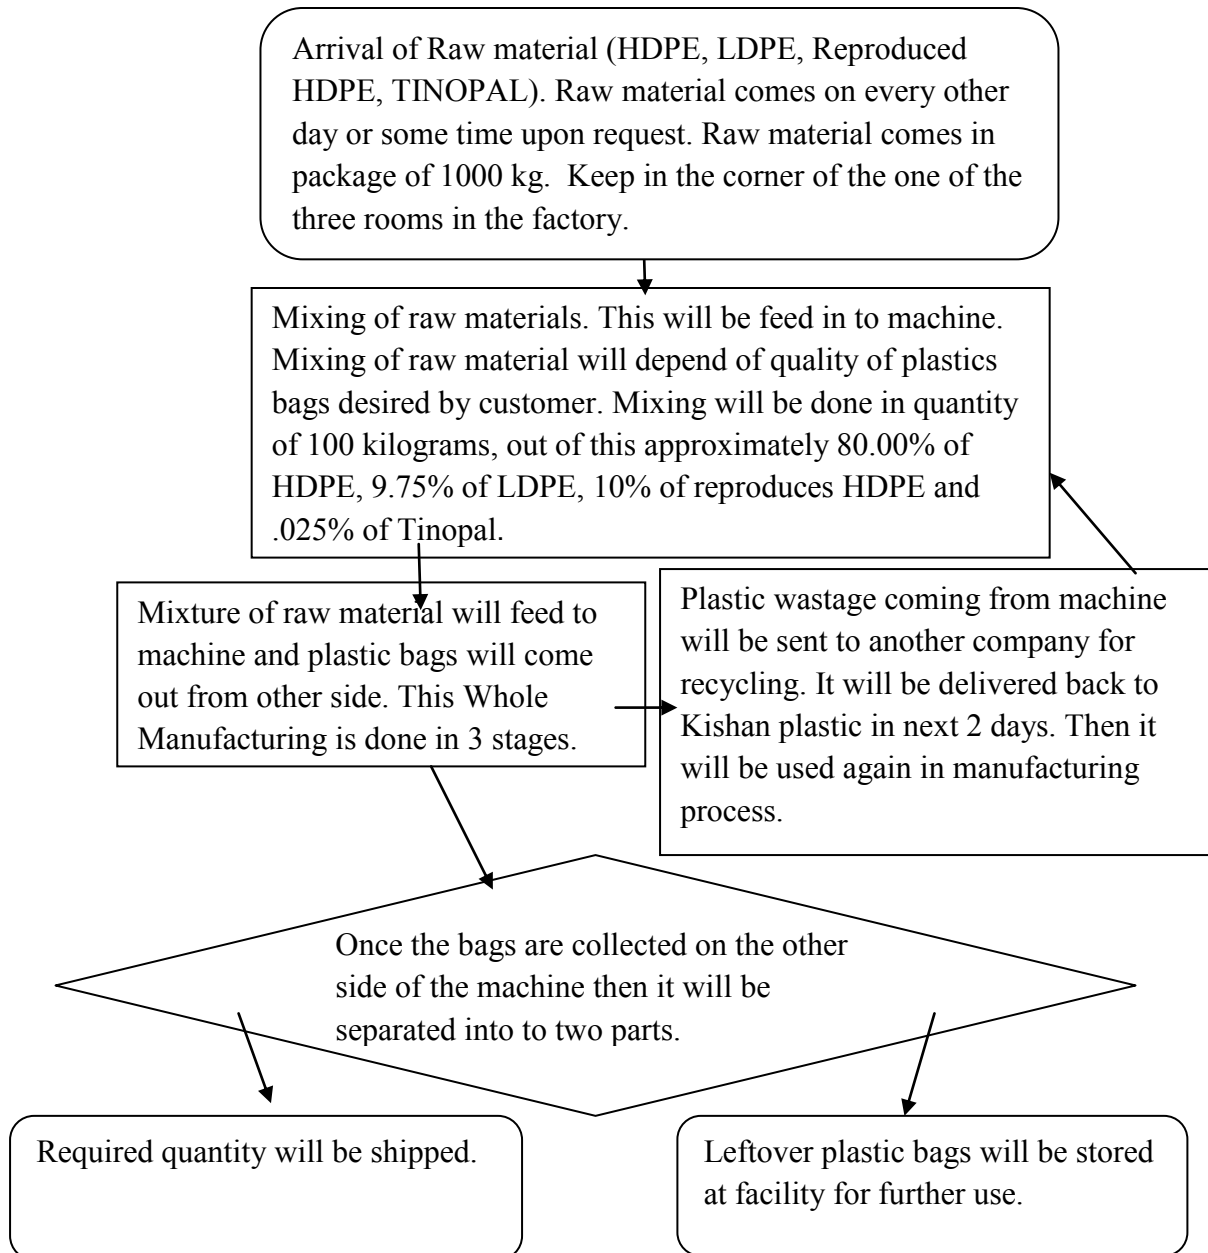 Arrival of Raw material (HDPE, LDPE, Reproduced
HDPE, TINOPAL). Raw material comes on every other
day or some time upon request. Raw material comes in
package of 1000 kg.  Keep in the corner of the one of the
three rooms in the factory.
Mixing of raw materials. This will be feed in to machine.
Mixing of raw material will depend of quality of plastics
bags desired by customer. Mixing will be done in quantity
of 100 kilograms, out of this approximately 80.00% of
HDPE, 9.75% of LDPE, 10% of reproduces HDPE and
.025% of Tinopal.
Mixture of raw material will feed to
machine and plastic bags will come
out from other side. This Whole
Manufacturing is done in 3 stages.
Plastic wastage coming from machine
will be sent to another company for
recycling. It will be delivered back to
Kishan plastic in next 2 days. Then it
will be used again in manufacturing
process.
Once the bags are collected on the other
side of the machine then it will be
separated into to two parts.
Required quantity will be shipped.
Leftover plastic bags will be stored
at facility for further use.